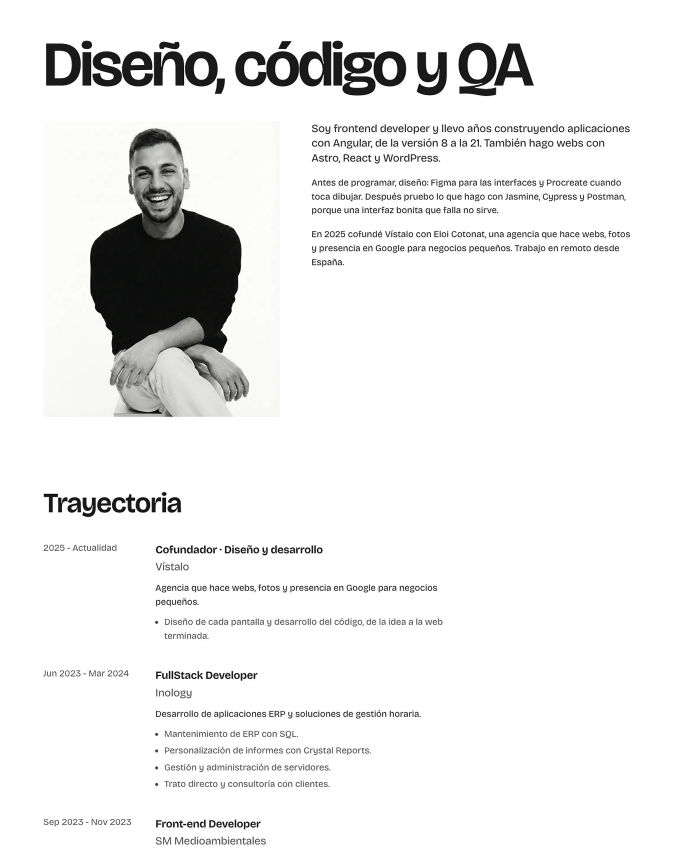 Diseño, código y QA
Soy frontend developer y llevo años construyendo aplicaciones
con Angular, de la versión 8 a la 21. También hago webs con
Astro, React y WordPress.
Antes de programar, diseño: Figma para las interfaces y Procreate cuando
toca dibujar. Después pruebo lo que hago con Jasmine, Cypress y Postman,
porque una interfaz bonita que falla no sirve.
En 2025 cofundé Vístalo con Eloi Cotonat, una agencia que hace webs, fotos
y presencia en Google para negocios pequeños. Trabajo en remoto desde
España.
Trayectoria
2025 - Actualidad
Cofundador · Diseño y desarrollo
Vístalo
Agencia que hace webs, fotos y presencia en Google para negocios
pequeños.
• Diseño de cada pantalla y desarrollo del código, de la idea a la web
terminada.
Jun 2023 - Mar 2024
FullStack Developer
Inology
Desarrollo de aplicaciones ERP y soluciones de gestión horaria.
• Mantenimiento de ERP con SQL.
• Personalización de informes con Crystal Reports.
• Gestión y administración de servidores.
• Trato directo y consultoría con clientes.
Sep 2023 - Nov 2023
Front-end Developer
SM Medioambientales